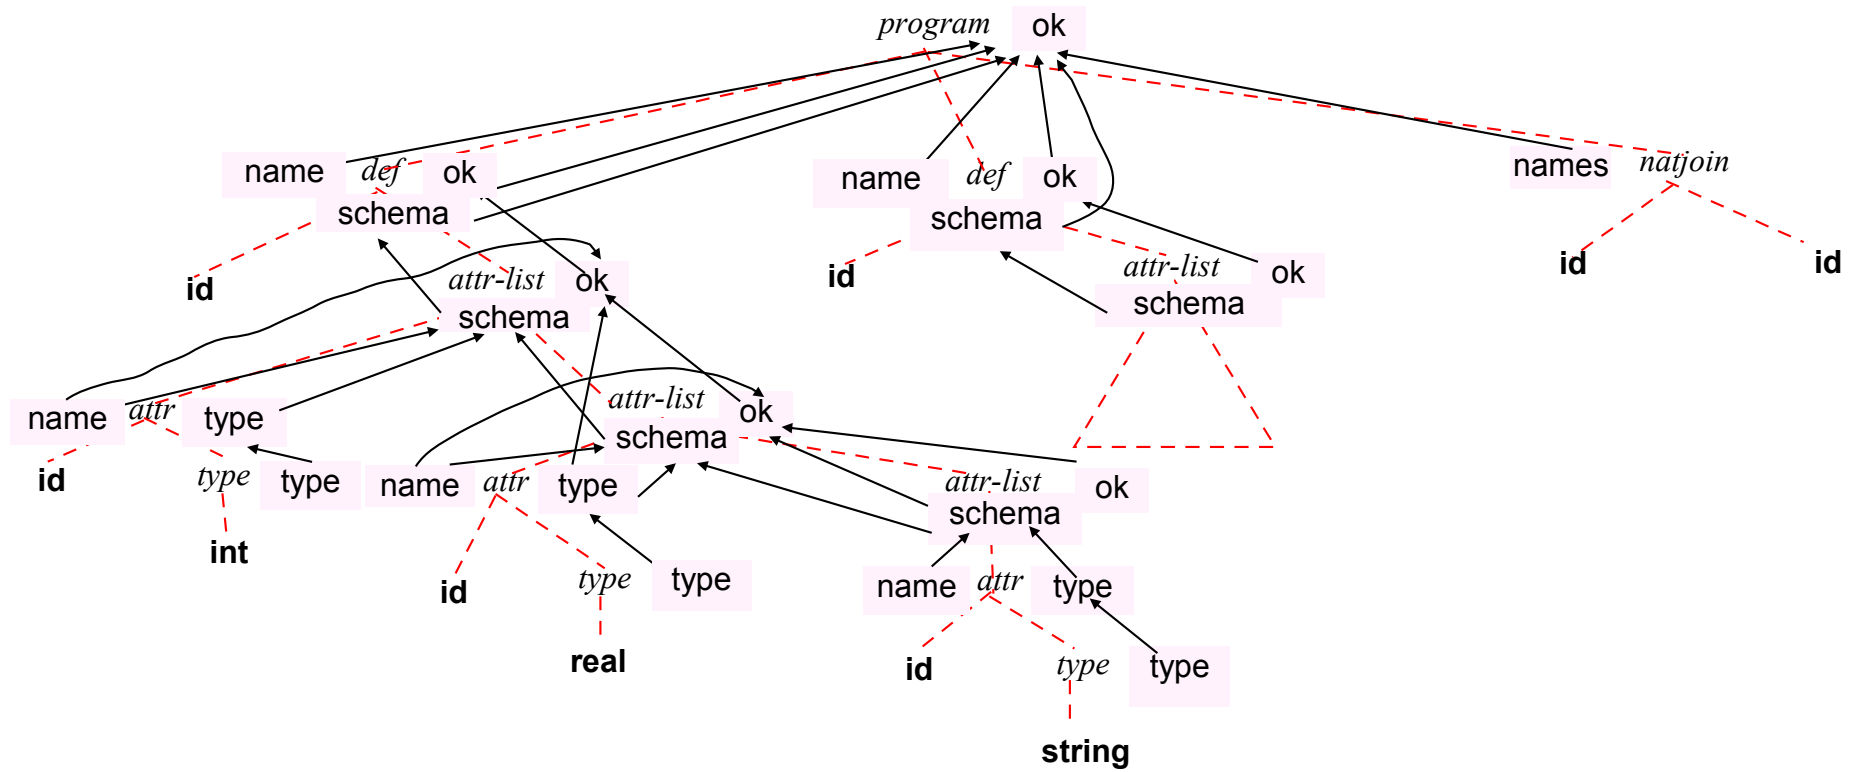 program ok
name def ok
schema
name def ok
schema
names natjoin
id
attr-list ok
schema
id
attr-list ok
schema
id id
name attr type
attr-list ok
schema
id
type type
int
name attr type
attr-list ok
schema
id
type type
real
name attr type
id
type type
string